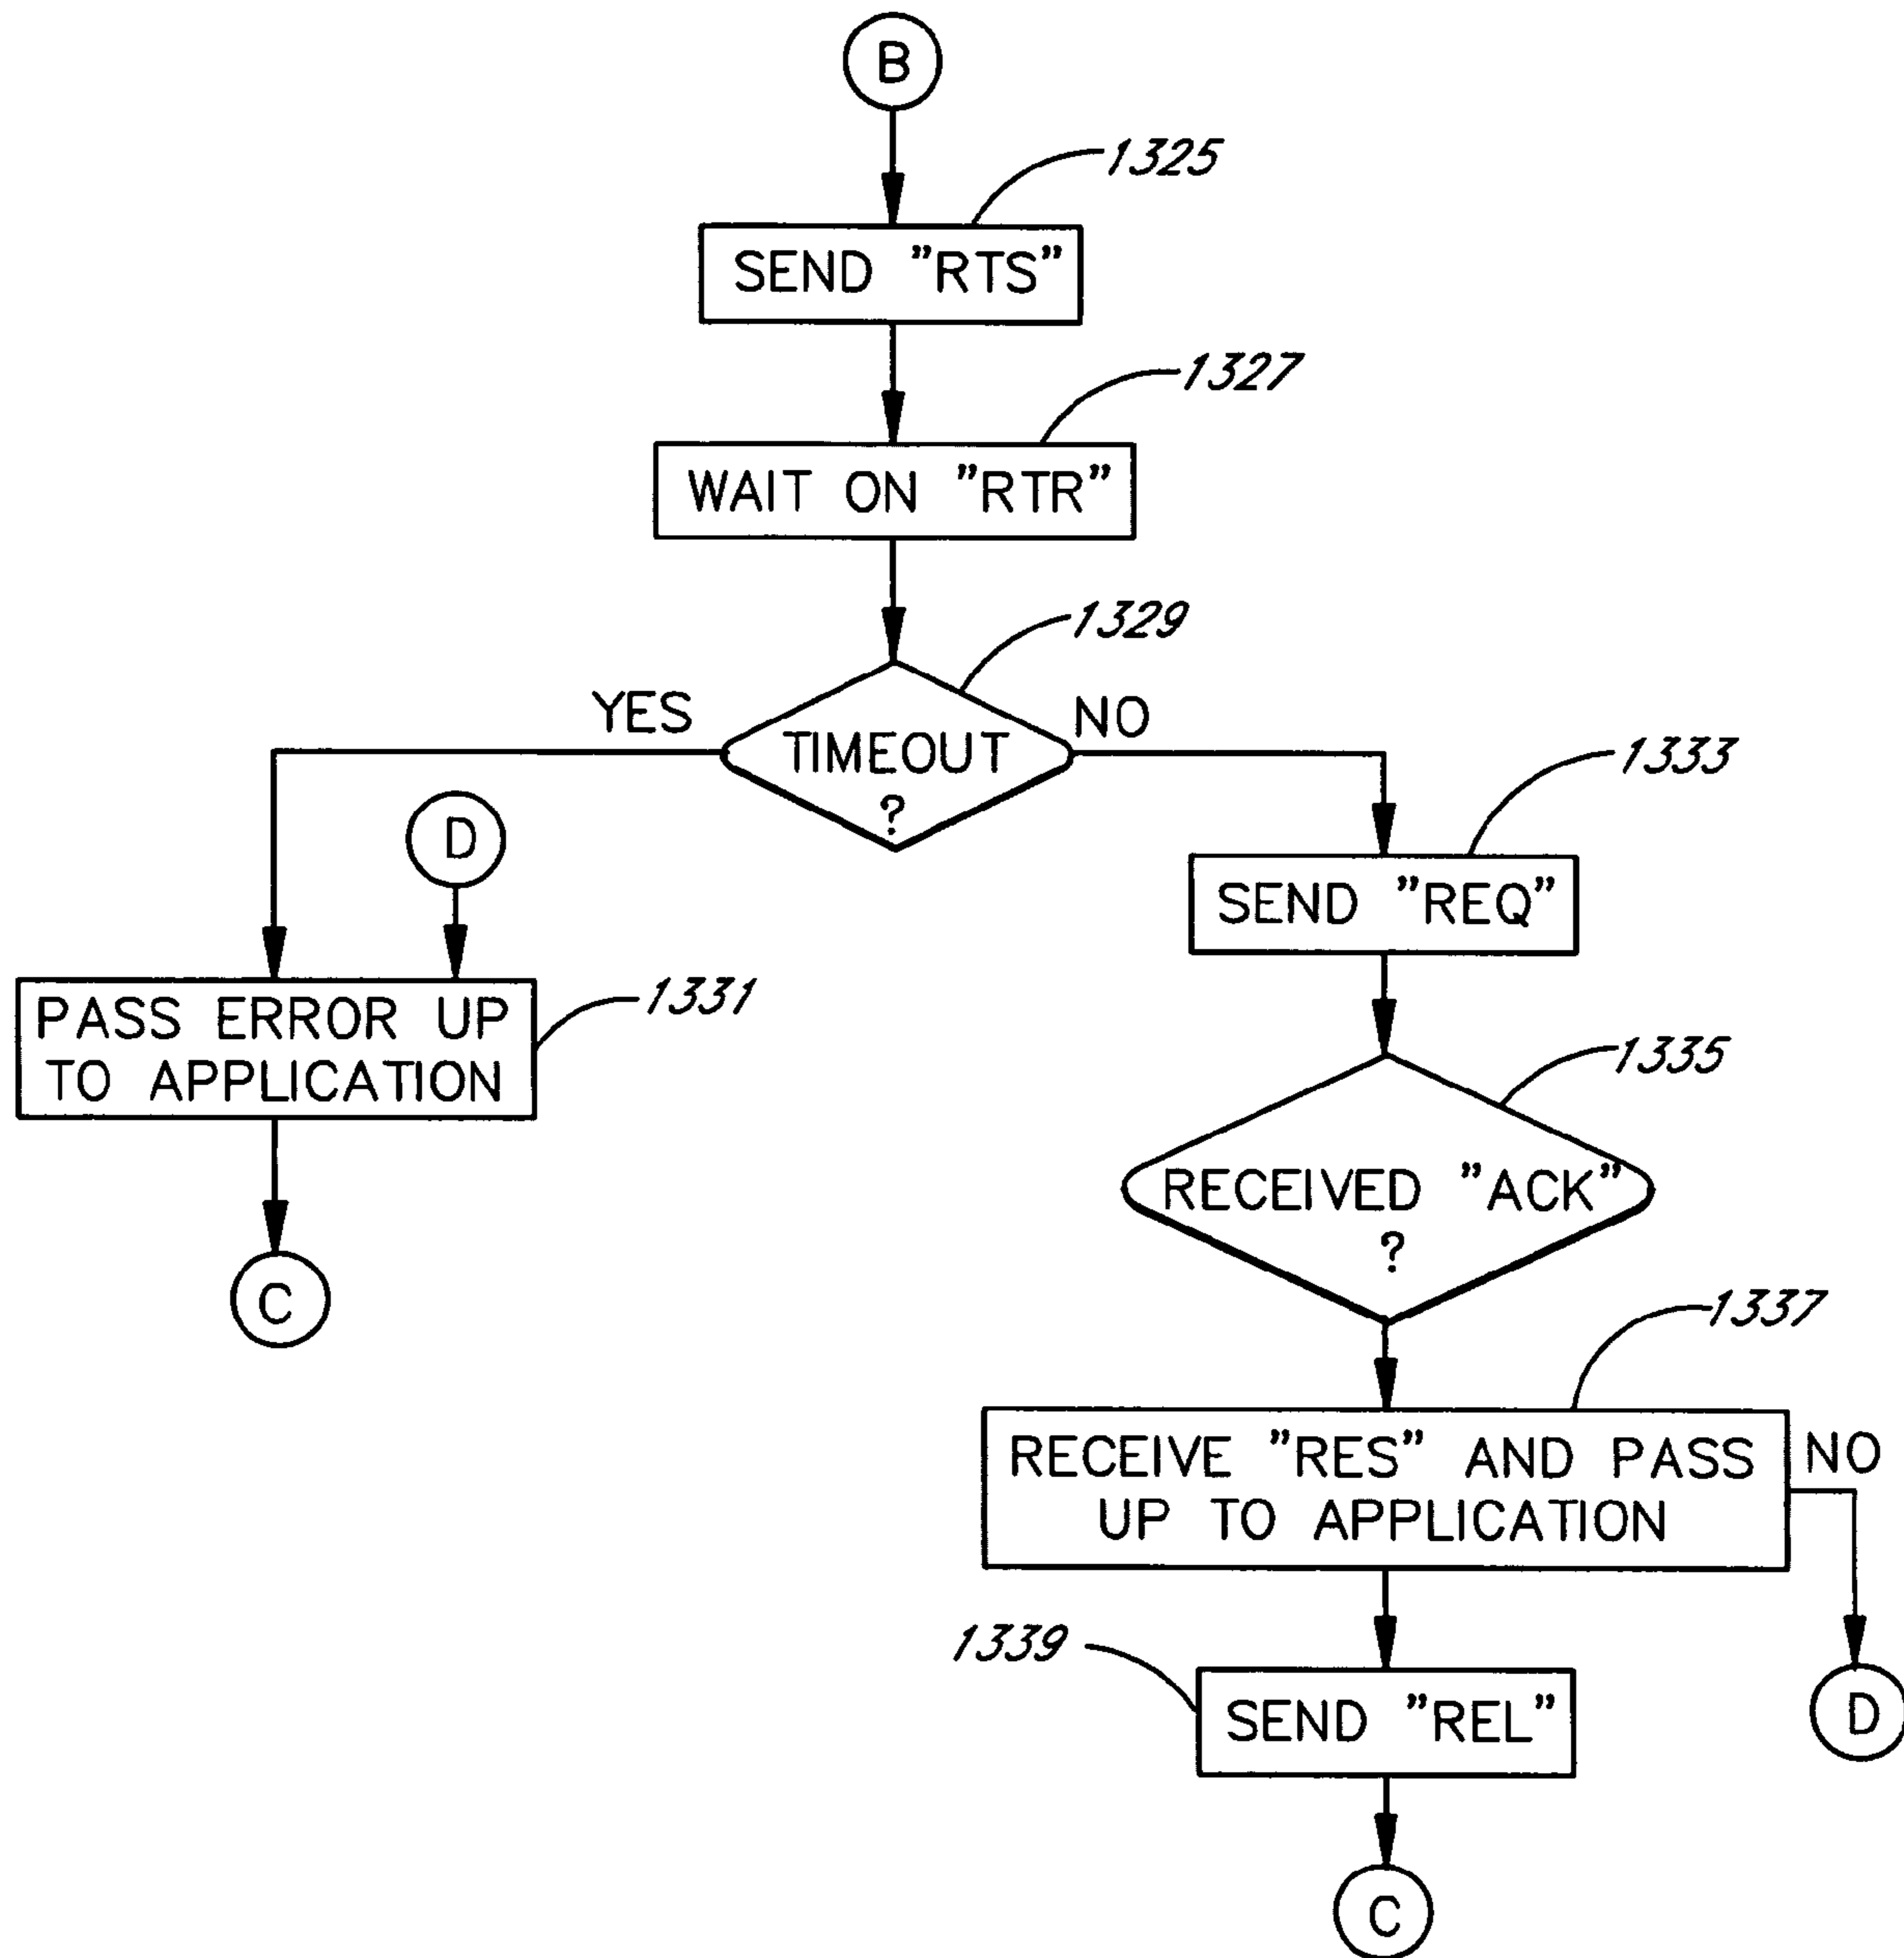 B
1325
SEND "RTS"
1327
WAIT ON "RTR"
1329
YES
NO
TIMEOUT
?
1333
D
SEND "REQ"
1331
PASS ERROR UP
TO APPLICATION
1335
RECEIVED "ACK"
?
C
1337
RECEIVE "RES" AND PASS
UP TO APPLICATION
NO
1339
SEND "REL"
D
C